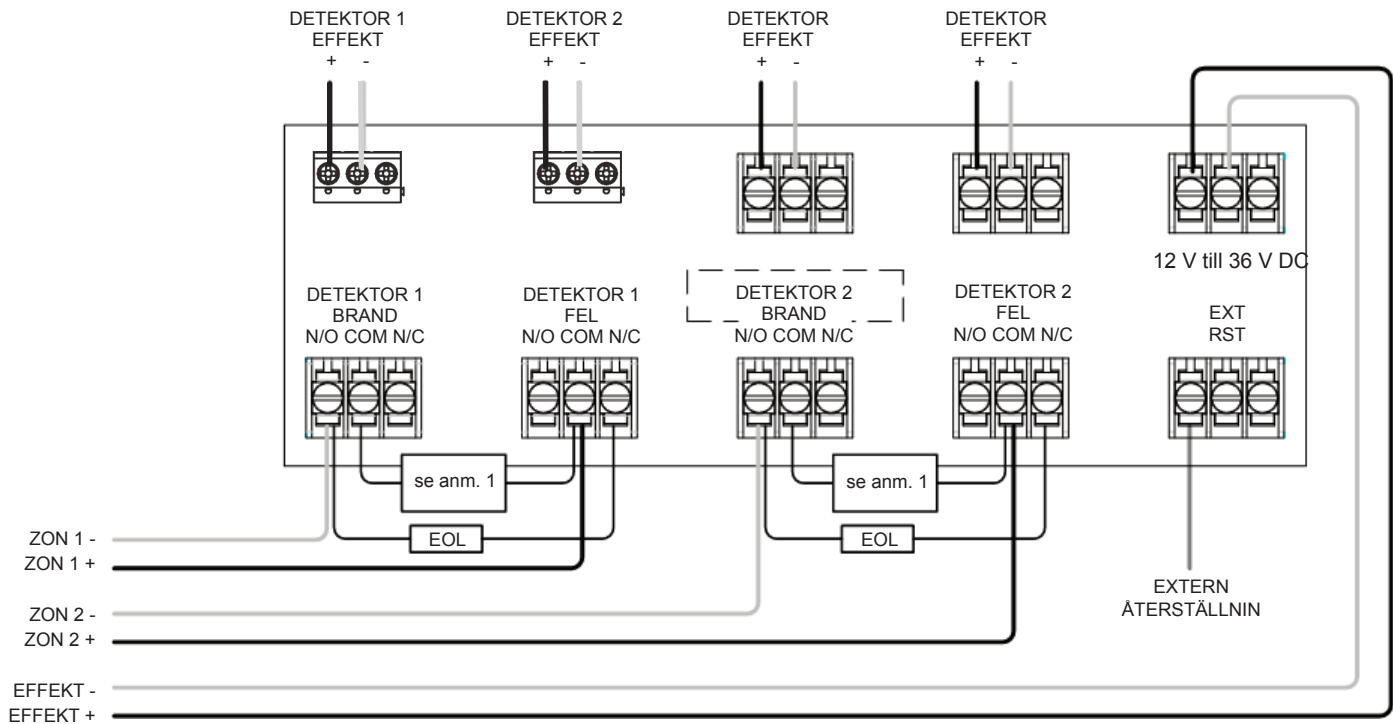 DETEKTOR 1
EFFEKT
+ -
DETEKTOR 2
EFFEKT
+ -
DETEKTOR
EFFEKT
+ -
DETEKTOR
EFFEKT
+ -
12 V till 36 V DC
DETEKTOR 1
BRAND
N/O COM N/C
DETEKTOR 1
FEL
N/O COM N/C
DETEKTOR 2
BRAND
N/O COM N/C
DETEKTOR 2
FEL
N/O COM N/C
EXT
RST
se anm. 1
se anm. 1
EOL
EOL
ZON 1 -
ZON 1 +
ZON 2 -
ZON 2 +
EXTERN
ÅTERSTÄLLNIN
EFFEKT -
EFFEKT +